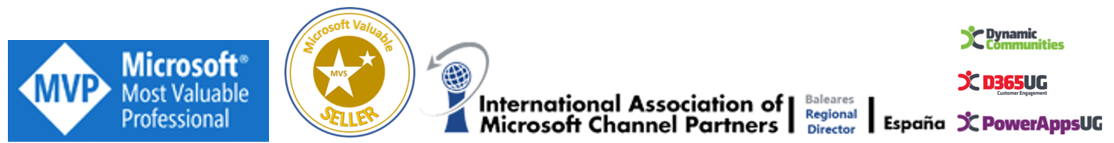 MVP
Microsoft®
Most Valuable
Professional
Microsoft Valuable
MVS
SELLER
International Association of
Microsoft Channel Partners
Baleares
Regional
Director
España
Dynamic
Communities
D365UG
Customer Engagement
PowerAppsUG